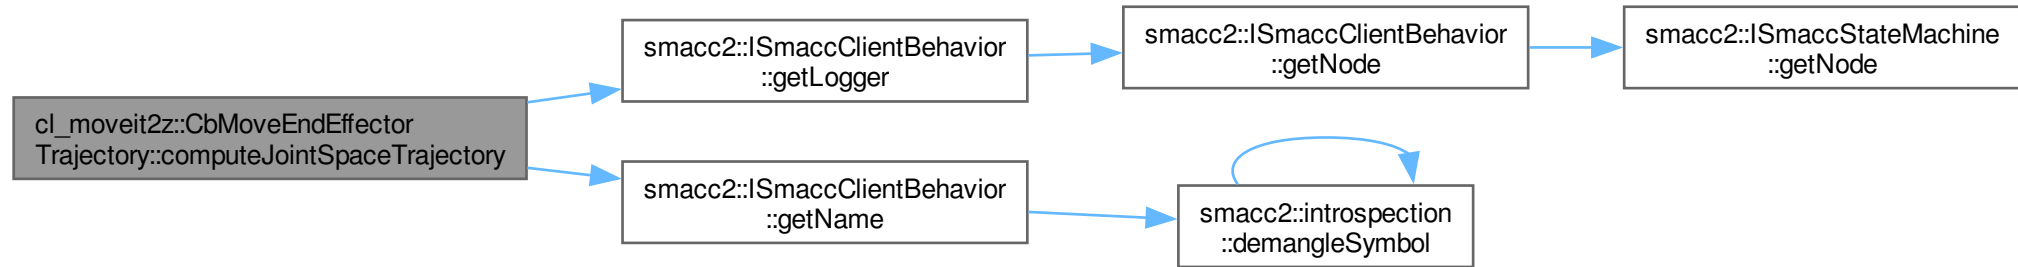 cl_moveit2z::CbMoveEndEffector
Trajectory::computeJointSpaceTrajectory
smacc2::ISmaccClientBehavior
::getLogger
smacc2::ISmaccClientBehavior
::getNode
smacc2::ISmaccStateMachine
::getNode
smacc2::ISmaccClientBehavior
::getName
smacc2::introspection
::demangleSymbol